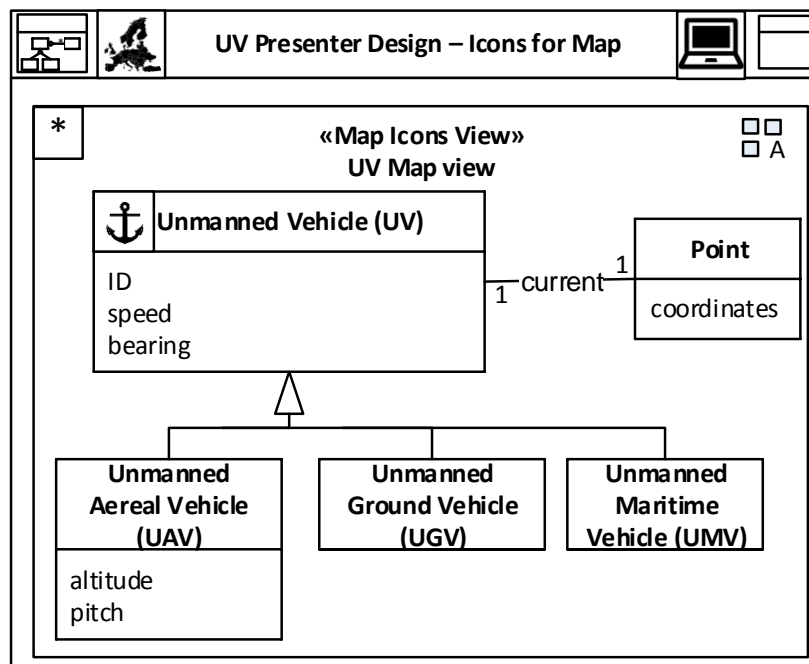 UV Presenter Design – Icons for Map
*
«Map Icons View»
UV Map view
A
Unmanned Vehicle (UV)
ID
speed
bearing
1
current
1
Point
coordinates
Unmanned
Aereal Vehicle
(UAV)
altitude
pitch
Unmanned
Ground Vehicle
(UGV)
Unmanned
Maritime
Vehicle (UMV)